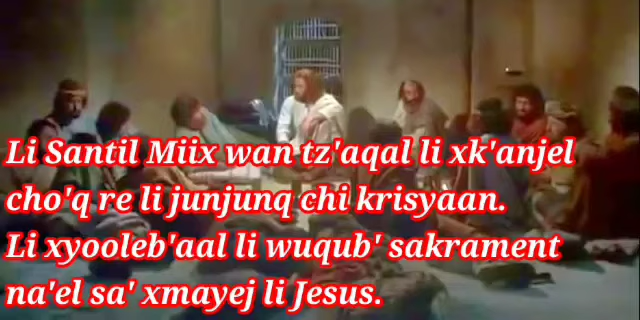 Li Santil Miix wan tz'aqal li xk'anjel
cho'q re li junjunq chi krisyaan.
Li xyooleb'aal li wuqub' sakrament
na'el sa' xmayej li Jesus.